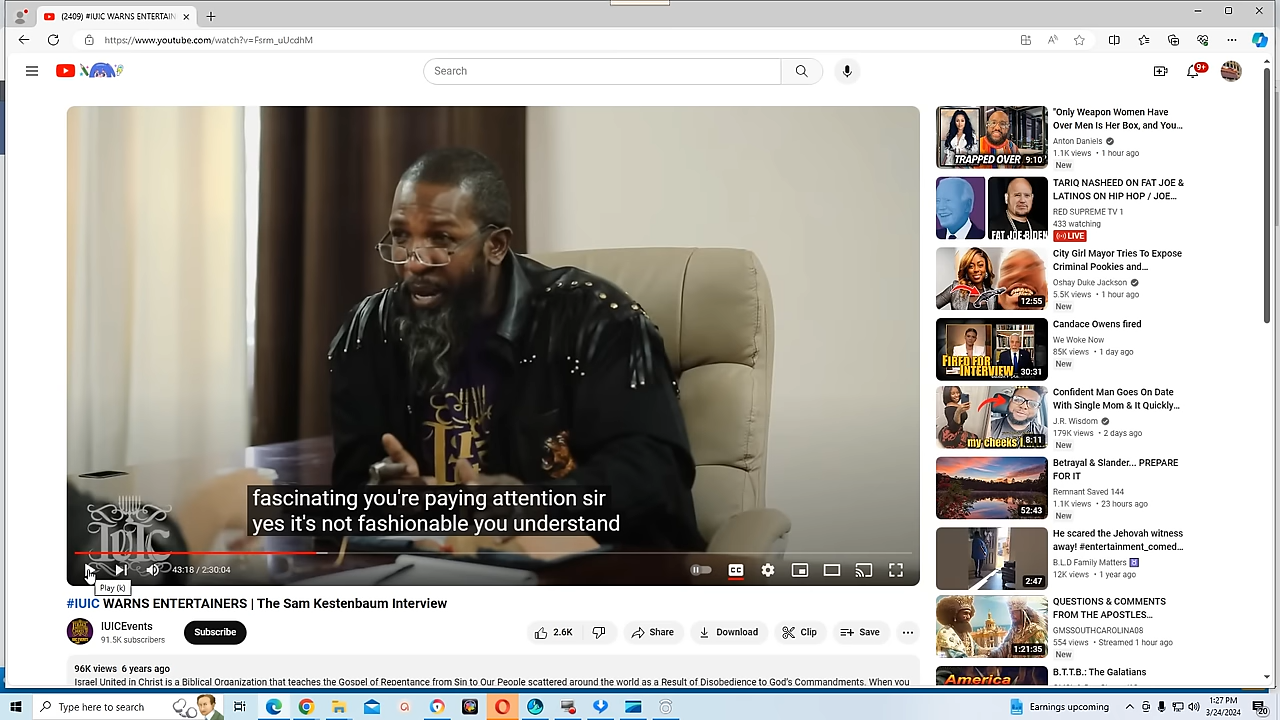 (2409) #IUIC WARNS ENTERTAIN
https://www.youtube.com/watch?v=Fsrm_uUcdhM
Search
9+
fascinating you're paying attention sir
yes it's not fashionable you understand
IUIC
43:18 / 2:30:04
CC
Play (k)
#IUIC WARNS ENTERTAINERS | The Sam Kestenbaum Interview
IUICEvents
91.5K subscribers
Subscribe
2.6K
Share
Download
Clip
Save
96K views 6 years ago
Israel United in Christ is a Biblical Organization that teaches the Gospel of Repentance from Sin to Our People scattered around the world as a Result of Disobedience to God's Commandments. When you
TRAPPED OVER
9:10
"Only Weapon Women Have
Over Men Is Her Box, and You...
Anton Daniels
1.1K views • 1 hour ago
New
FAT JOE BIDEN
TARIQ NASHEED ON FAT JOE &
LATINOS ON HIP HOP / JOE...
RED SUPREME TV 1
433 watching
LIVE
12:55
City Girl Mayor Tries To Expose
Criminal Pookies and...
Oshay Duke Jackson
5.5K views • 1 hour ago
New
FIRED FOR
INTERVIEW
30:31
Candace Owens fired
We Woke Now
85K views • 1 day ago
New
my cheeks
8:11
Confident Man Goes On Date
With Single Mom & It Quickly...
J.R. Wisdom
179K views • 2 days ago
New
52:43
Betrayal & Slander... PREPARE
FOR IT
Remnant Saved 144
1.1K views • 23 hours ago
New
2:47
He scared the Jehovah witness
away! #entertainment_comed...
B.L.D Family Matters
12K views • 1 year ago
1:21:35
QUESTIONS & COMMENTS
FROM THE APOSTLES...
GMSSOUTHCAROLINA08
554 views • Streamed 1 hour ago
New
America
B.T.T.B.: The Galatians
Type here to search
Earnings upcoming
1:27 PM
3/24/2024
20